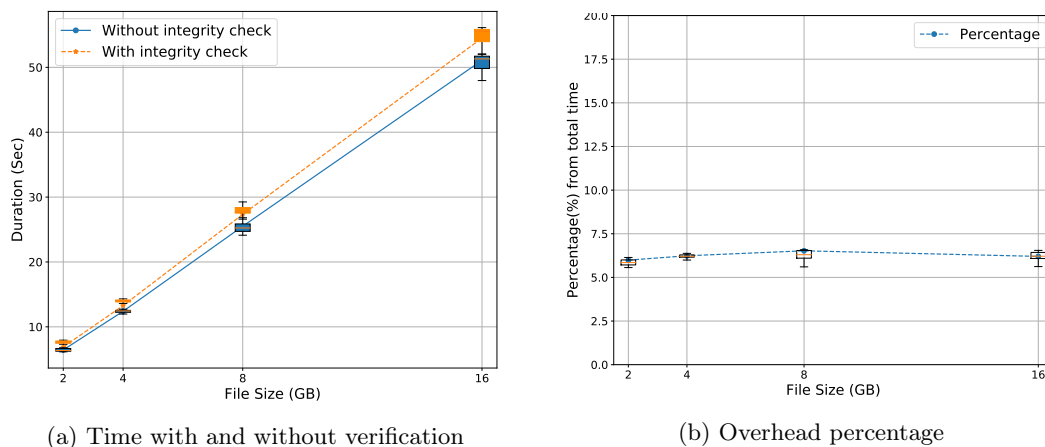 Without integrity check
With integrity check
Duration (Sec)
50
40
30
20
10
2
4
8
16
File Size (GB)
(a) Time with and without verification
Percentage
Percentage(%) from total time
20.0
17.5
15.0
12.5
10.0
7.5
5.0
2.5
0.0
2
4
8
16
File Size (GB)
(b) Overhead percentage